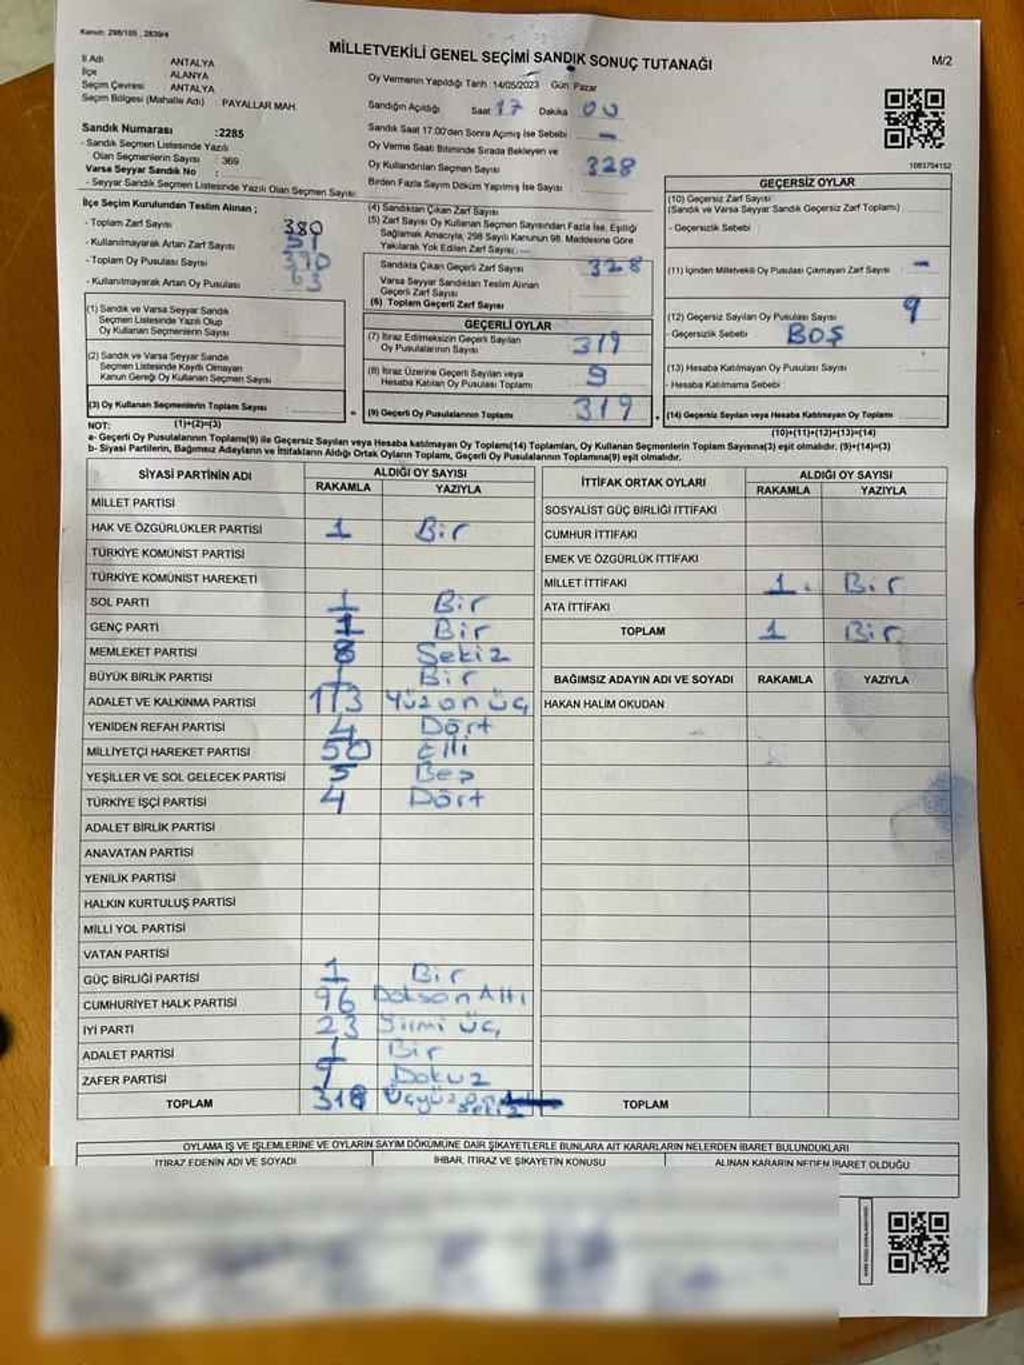 Kanun: 298/105 , 2839/4
MİLLETVEKİLİ GENEL SEÇİMİ SANDIK SONUÇ TUTANAĞI
M/2
İl Adı ANTALYA
İlçe ALANYA
Seçim Çevresi ANTALYA
Seçim Bölgesi (Mahalle Adı) PAYALLAR MAH.
Oy Vermenin Yapıldığı Tarih :14/05/2023 Gün: Pazar
Sandığın Açıldığı Saat 17 Dakika 00
Sandık Saat 17.00'den Sonra Açılmış İse Sebebi : -
Oy Verme Saati Bitiminde Sırada Bekleyen ve
Oy Kullandırılan Seçmen Sayısı 328
Birden Fazla Sayım Döküm Yapılmış İse Sayısı :
1083704152
Sandık Numarası :2285
- Sandık Seçmen Listesinde Yazılı
Olan Seçmenlerin Sayısı : 369
Varsa Seyyar Sandık No :
- Seyyar Sandık Seçmen Listesinde Yazılı Olan Seçmen Sayısı:
İlçe Seçim Kurulundan Teslim Alınan ;
- Toplam Zarf Sayısı 380
- Kullanılmayarak Artan Zarf Sayısı 51
- Toplam Oy Pusulası Sayısı 370
- Kullanılmayarak Artan Oy Pusulası 63
(1) Sandık ve Varsa Seyyar Sandık
Seçmen Listesinde Yazılı Olup
Oy Kullanan Seçmenlerin Sayısı
(2) Sandık ve Varsa Seyyar Sandık
Seçmen Listesinde Kayıtlı Olmayan
Kanun Gereği Oy Kullanan Seçmen Sayısı
(3) Oy Kullanan Seçmenlerin Toplam Sayısı
(1)+(2)=(3)
(4) Sandıktan Çıkan Zarf Sayısı
(5) Zarf Sayısı Oy Kullanan Seçmen Sayısından Fazla İse, Eşitliği
Sağlamak Amacıyla, 298 Sayılı Kanunun 98. Maddesine Göre
Yakılarak Yok Edilen Zarf Sayısı
Sandıkta Çıkan Geçerli Zarf Sayısı 328
Varsa Seyyar Sandıktan Teslim Alınan
Geçerli Zarf Sayısı
(6) Toplam Geçerli Zarf Sayısı
GEÇERLİ OYLAR
(7) İtiraz Edilmeksizin Geçerli Sayılan
Oy Pusulalarının Sayısı 319
(8) İtiraz Üzerine Geçerli Sayılan veya
Hesaba Katılan Oy Pusulası Toplamı 9
(9) Geçerli Oy Pusulalarının Toplamı 319
GEÇERSİZ OYLAR
(10) Geçersiz Zarf Sayısı
(Sandık ve Varsa Seyyar Sandık Geçersiz Zarf Toplamı)
- Geçersizlik Sebebi
(11) İçinden Milletvekili Oy Pusulası Çıkmayan Zarf Sayısı -
(12) Geçersiz Sayılan Oy Pusulası Sayısı 9
- Geçersizlik Sebebi : BOŞ
(13) Hesaba Katılmayan Oy Pusulası Sayısı
- Hesaba Katılmama Sebebi :
(14) Geçersiz Sayılan veya Hesaba Katılmayan Oy Toplamı
(10)+(11)+(12)+(13)=(14)
NOT:
a- Geçerli Oy Pusulalarının Toplamı(9) ile Geçersiz Sayılan veya Hesaba katılmayan Oy Toplamı(14) Toplamları, Oy Kullanan Seçmenlerin Toplam Sayısına(3) eşit olmalıdır. (9)+(14)=(3)
b- Siyasi Partilerin, Bağımsız Adayların ve İttifakların Aldığı Ortak Oyların Toplamı, Geçerli Oy Pusulalarının Toplamına(9) eşit olmalıdır.
SİYASİ PARTİNİN ADI ALDIĞI OY SAYISI
RAKAMLA YAZIYLA
MİLLET PARTİSİ
HAK VE ÖZGÜRLÜKLER PARTİSİ 1 Bir
TÜRKİYE KOMÜNİST PARTİSİ
TÜRKİYE KOMÜNİST HAREKETİ
SOL PARTİ 1 Bir
GENÇ PARTİ 1 Bir
MEMLEKET PARTİSİ 8 Sekiz
BÜYÜK BİRLİK PARTİSİ 1 Bir
ADALET VE KALKINMA PARTİSİ 113 Yüzonüç
YENİDEN REFAH PARTİSİ 4 Dört
MİLLİYETÇİ HAREKET PARTİSİ 50 Elli
YEŞİLLER VE SOL GELECEK PARTİSİ 5 Beş
TÜRKİYE İŞÇİ PARTİSİ 4 Dört
ADALET BİRLİK PARTİSİ
ANAVATAN PARTİSİ
YENİLİK PARTİSİ
HALKIN KURTULUŞ PARTİSİ
MİLLİ YOL PARTİSİ
VATAN PARTİSİ
GÜÇ BİRLİĞİ PARTİSİ 1 Bir
CUMHURİYET HALK PARTİSİ 96 Doksan Altı
İYİ PARTİ 23 Yirmi üç
ADALET PARTİSİ 1 Bir
ZAFER PARTİSİ 9 Dokuz
TOPLAM 318 Üçyüzon sekiz
İTTİFAK ORTAK OYLARI ALDIĞI OY SAYISI
RAKAMLA YAZIYLA
SOSYALİST GÜÇ BİRLİĞİ İTTİFAKI
CUMHUR İTTİFAKI
EMEK VE ÖZGÜRLÜK İTTİFAKI
MİLLET İTTİFAKI 1 Bir
ATA İTTİFAKI
TOPLAM 1 Bir
BAĞIMSIZ ADAYIN ADI VE SOYADI RAKAMLA YAZIYLA
HAKAN HALİM OKUDAN
TOPLAM
OYLAMA İŞ VE İŞLEMLERİNE VE OYLARIN SAYIM DÖKÜMÜNE DAİR ŞİKAYETLERLE BUNLARA AİT KARARLARIN NELERDEN İBARET BULUNDUKLARI
İTİRAZ EDENİN ADI VE SOYADI İHBAR, İTİRAZ VE ŞİKAYETİN KONUSU ALINAN KARARIN NEDEN İBARET OLDUĞU